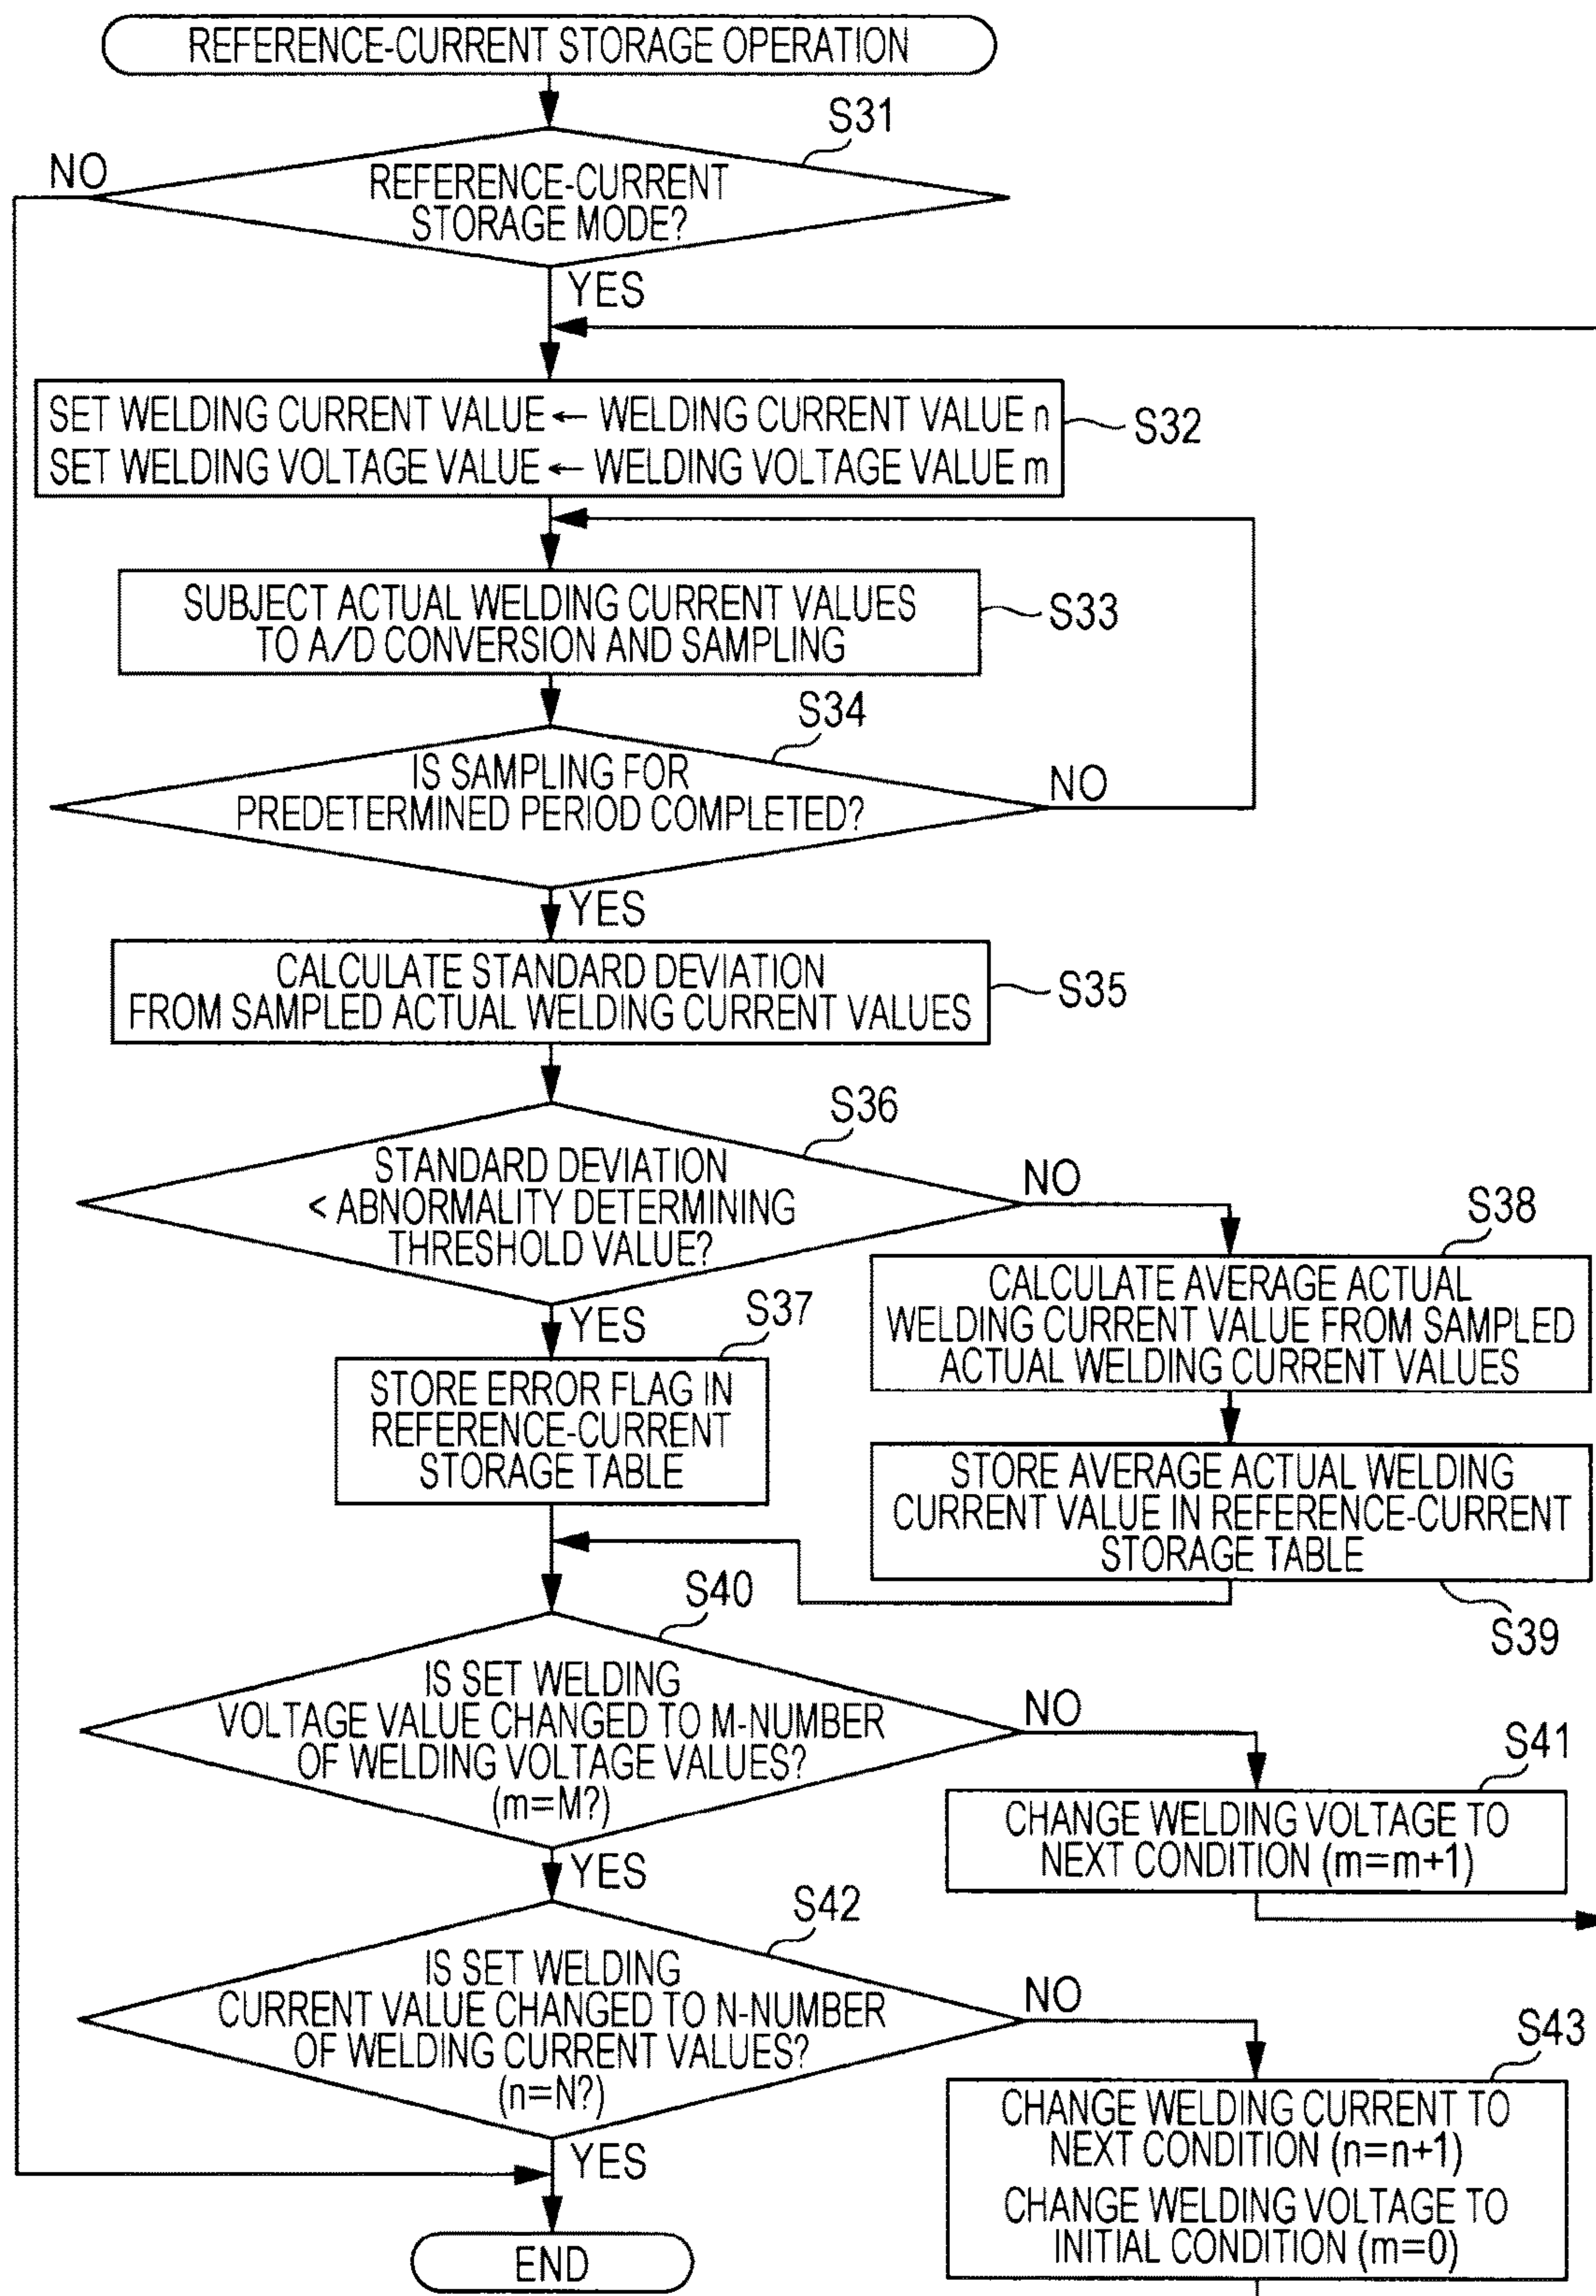 REFERENCE-CURRENT STORAGE OPERATION
S31
NO
REFERENCE-CURRENT
STORAGE MODE?
YES
SET WELDING CURRENT VALUE ← WELDING CURRENT VALUE n
SET WELDING VOLTAGE VALUE ← WELDING VOLTAGE VALUE m
S32
SUBJECT ACTUAL WELDING CURRENT VALUES
TO A/D CONVERSION AND SAMPLING
S33
S34
IS SAMPLING FOR
PREDETERMINED PERIOD COMPLETED?
NO
YES
CALCULATE STANDARD DEVIATION
FROM SAMPLED ACTUAL WELDING CURRENT VALUES
S35
S36
STANDARD DEVIATION
< ABNORMALITY DETERMINING
THRESHOLD VALUE?
NO
YES
S37
STORE ERROR FLAG IN
REFERENCE-CURRENT
STORAGE TABLE
S38
CALCULATE AVERAGE ACTUAL
WELDING CURRENT VALUE FROM SAMPLED
ACTUAL WELDING CURRENT VALUES
STORE AVERAGE ACTUAL WELDING
CURRENT VALUE IN REFERENCE-CURRENT
STORAGE TABLE
S39
S40
IS SET WELDING
VOLTAGE VALUE CHANGED TO M-NUMBER
OF WELDING VOLTAGE VALUES?
(m=M?)
NO
YES
S41
CHANGE WELDING VOLTAGE TO
NEXT CONDITION (m=m+1)
S42
IS SET WELDING
CURRENT VALUE CHANGED TO N-NUMBER
OF WELDING CURRENT VALUES?
(n=N?)
NO
YES
S43
CHANGE WELDING CURRENT TO
NEXT CONDITION (n=n+1)
CHANGE WELDING VOLTAGE TO
INITIAL CONDITION (m=0)
END